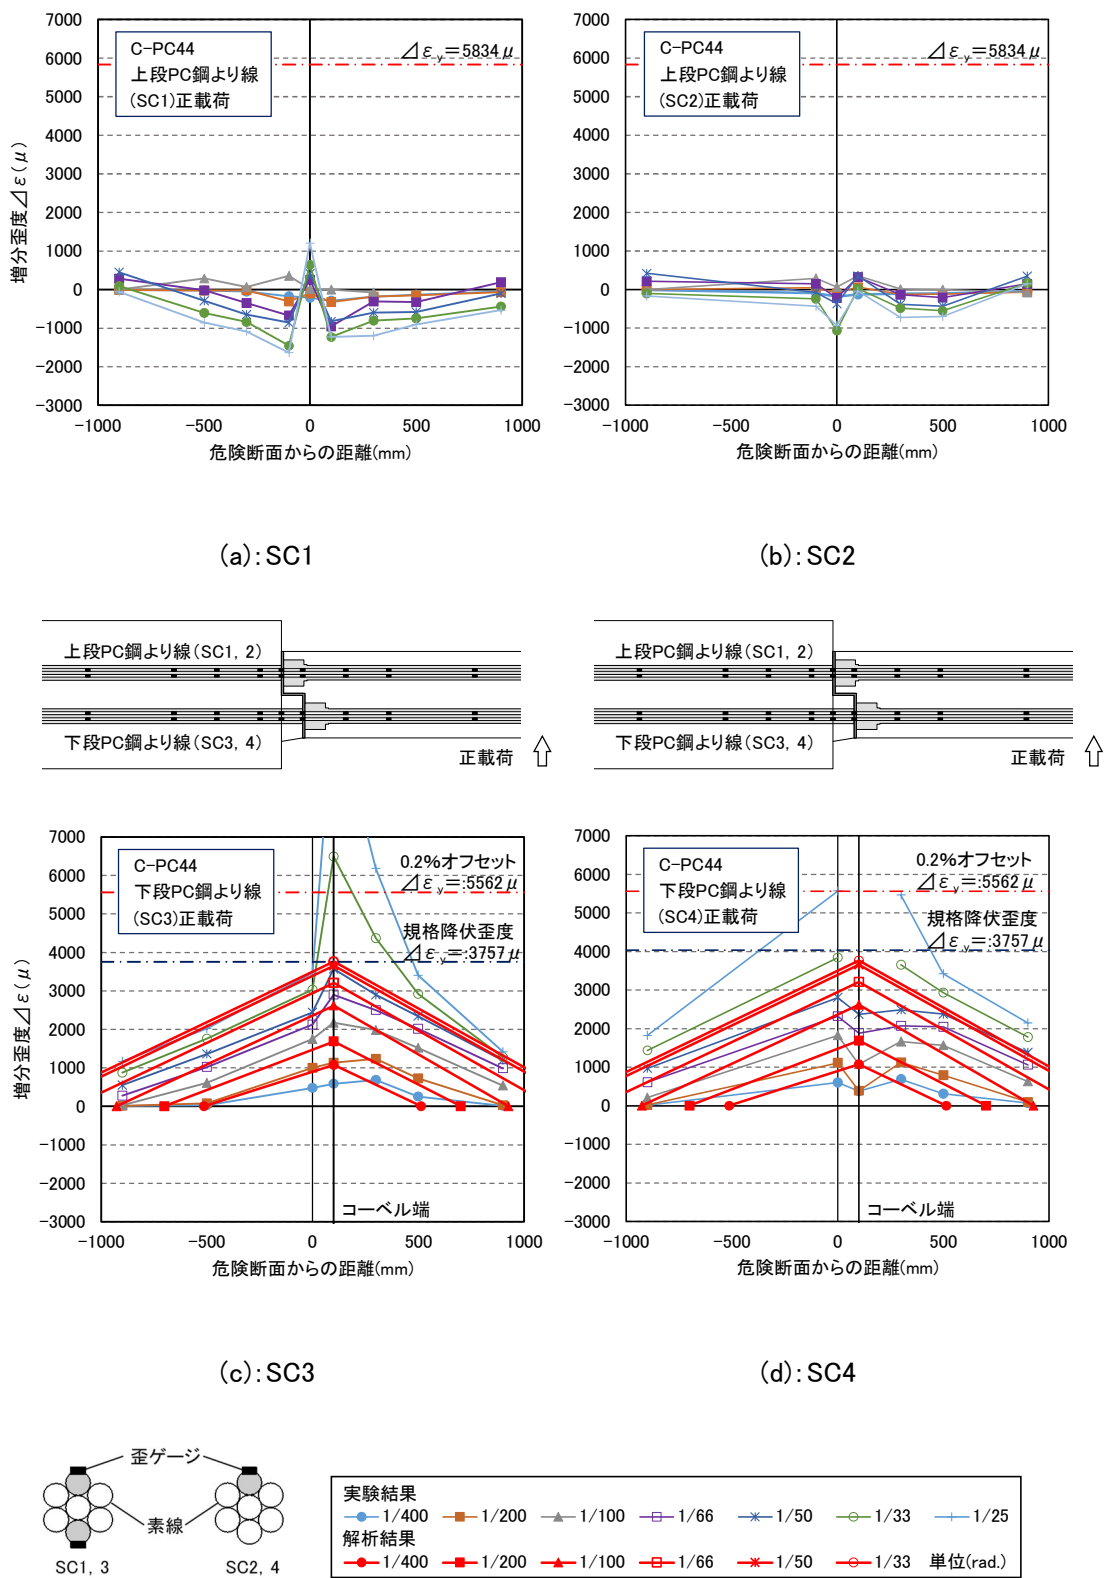 7000
6000
5000
4000
3000
2000
1000
0
-1000
-2000
-3000
増分歪度⊿ε(μ)
C-PC44
上段PC鋼より線
(SC1)正載荷
⊿εy=5834μ
-1000 -500 0 500 1000
危険断面からの距離(mm)
7000
6000
5000
4000
3000
2000
1000
0
-1000
-2000
-3000
C-PC44
上段PC鋼より線
(SC2)正載荷
⊿εy=5834μ
-1000 -500 0 500 1000
危険断面からの距離(mm)
(a):SC1
(b):SC2
上段PC鋼より線(SC1, 2)
下段PC鋼より線(SC3, 4)
正載荷
上段PC鋼より線(SC1, 2)
下段PC鋼より線(SC3, 4)
正載荷
7000
6000
5000
4000
3000
2000
1000
0
-1000
-2000
-3000
増分歪度⊿ε(μ)
C-PC44
下段PC鋼より線
(SC3)正載荷
0.2%オフセット
⊿εy=:5562μ
規格降伏歪度
⊿εy=:3757μ
コーベル端
-1000 -500 0 500 1000
危険断面からの距離(mm)
7000
6000
5000
4000
3000
2000
1000
0
-1000
-2000
-3000
C-PC44
下段PC鋼より線
(SC4)正載荷
0.2%オフセット
⊿εy=:5562μ
規格降伏歪度
⊿εy=:3757μ
コーベル端
-1000 -500 0 500 1000
危険断面からの距離(mm)
(c):SC3
(d):SC4
歪ゲージ
素線
SC1, 3
SC2, 4
実験結果
1/400 1/200 1/100 1/66 1/50 1/33 1/25
解析結果
1/400 1/200 1/100 1/66 1/50 1/33 単位(rad.)